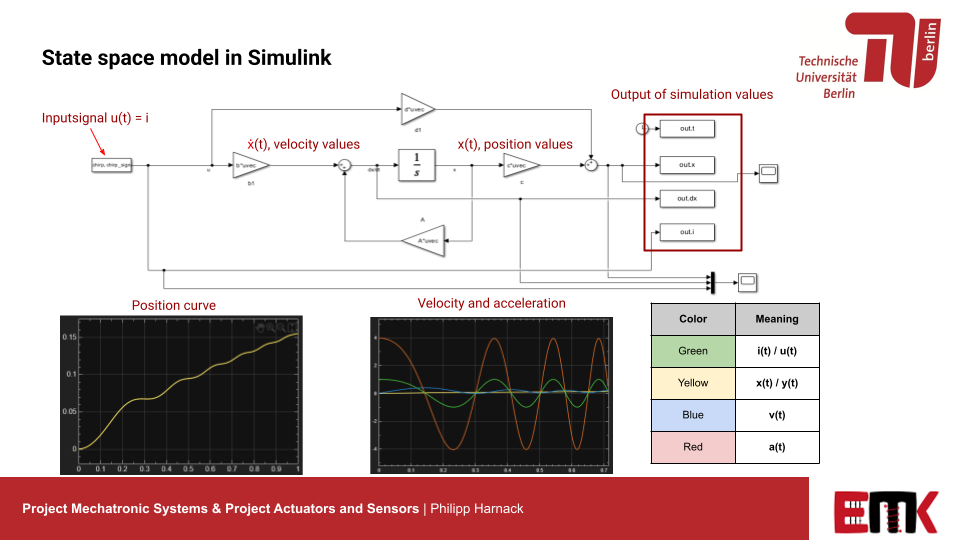 State space model in Simulink
Technische
Universität
Berlin
berlin
Inputsignal u(t) = i
Output of simulation values
ẋ(t), velocity values
x(t), position values
chirp, chirp_sign
u
b*uvec
b1
d*uvec
d1
dx/dt
1
s
x
c*uvec
c
A
A*uvec
out.t
out.x
out.dx
out.i
Position curve
0.15
0.1
0.05
0
0 0.1 0.2 0.3 0.4 0.5 0.6 0.7 0.8 0.9 1
Velocity and acceleration
4
2
0
-2
-4
0 0.1 0.2 0.3 0.4 0.5 0.6 0.7
Color Meaning
Green i(t) / u(t)
Yellow x(t) / y(t)
Blue v(t)
Red a(t)
Project Mechatronic Systems & Project Actuators and Sensors | Philipp Harnack
EMK